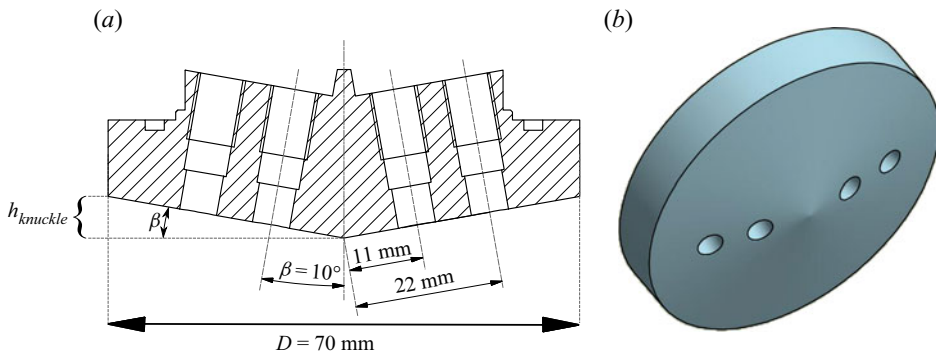 (a)
(b)
h_knuckle
β
β = 10°
11 mm
22 mm
D = 70 mm